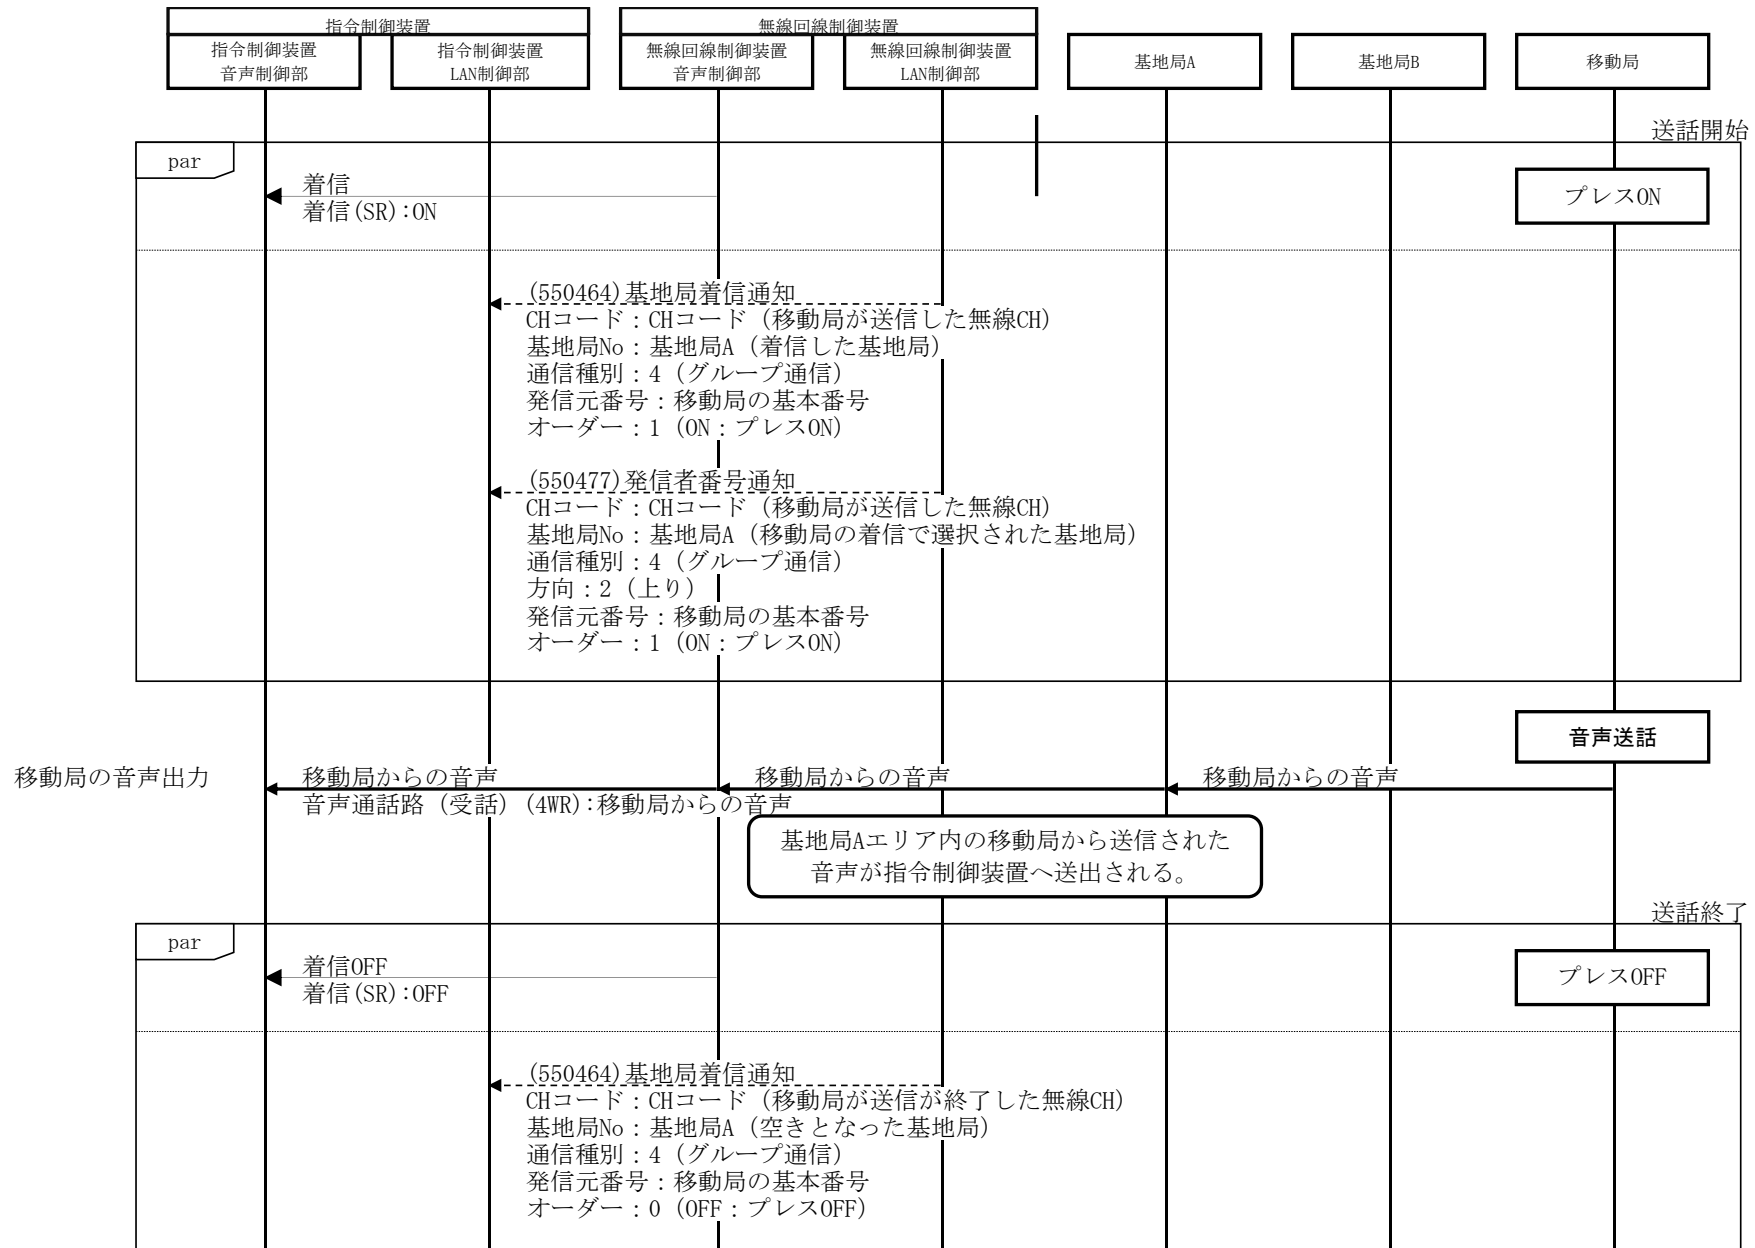 指令制御装置
無線回線制御装置
指令制御装置
音声制御部
指令制御装置
LAN制御部
無線回線制御装置
音声制御部
無線回線制御装置
LAN制御部
基地局A
基地局B
移動局
送話開始
par
プレスON
着信
着信(SR):ON
(550464)基地局着信通知
CHコード：CHコード（移動局が送信した無線CH）
基地局No：基地局A（着信した基地局）
通信種別：4（グループ通信）
発信元番号：移動局の基本番号
オーダー：1（ON：プレスON）
(550477)発信者番号通知
CHコード：CHコード（移動局が送信した無線CH）
基地局No：基地局A（移動局の着信で選択された基地局）
通信種別：4（グループ通信）
方向：2（上り）
発信元番号：移動局の基本番号
オーダー：1（ON：プレスON）
音声送話
移動局の音声出力
移動局からの音声
移動局からの音声
移動局からの音声
音声通話路（受話）(4WR):移動局からの音声
基地局Aエリア内の移動局から送信された
音声が指令制御装置へ送出される。
送話終了
par
プレスOFF
着信OFF
着信(SR):OFF
(550464)基地局着信通知
CHコード：CHコード（移動局が送信が終了した無線CH）
基地局No：基地局A（空きとなった基地局）
通信種別：4（グループ通信）
発信元番号：移動局の基本番号
オーダー：0（OFF：プレスOFF）